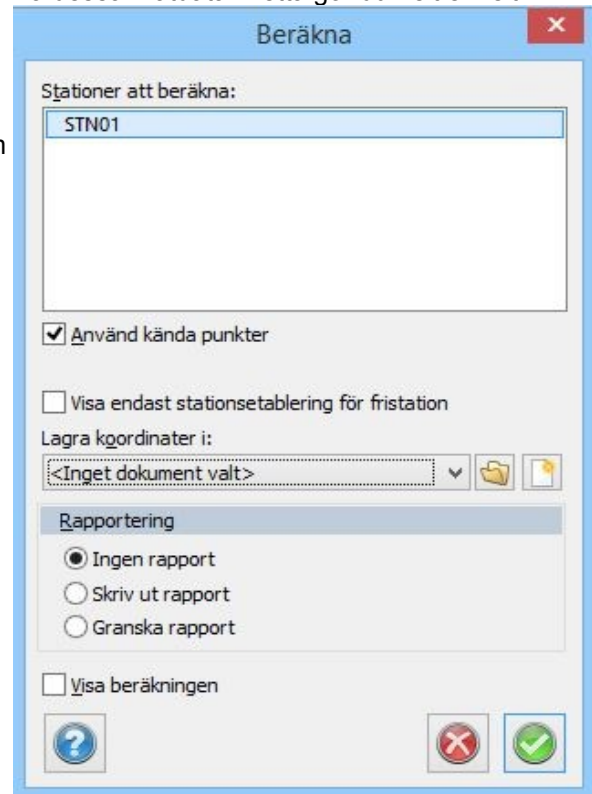 Beräkna
Stationer att beräkna:
STN01
Använd kända punkter
Visa endast stationsetablering för fristation
Lagra koordinater i:
<Inget dokument valt>
Rapportering
Ingen rapport
Skriv ut rapport
Granska rapport
Visa beräkningen